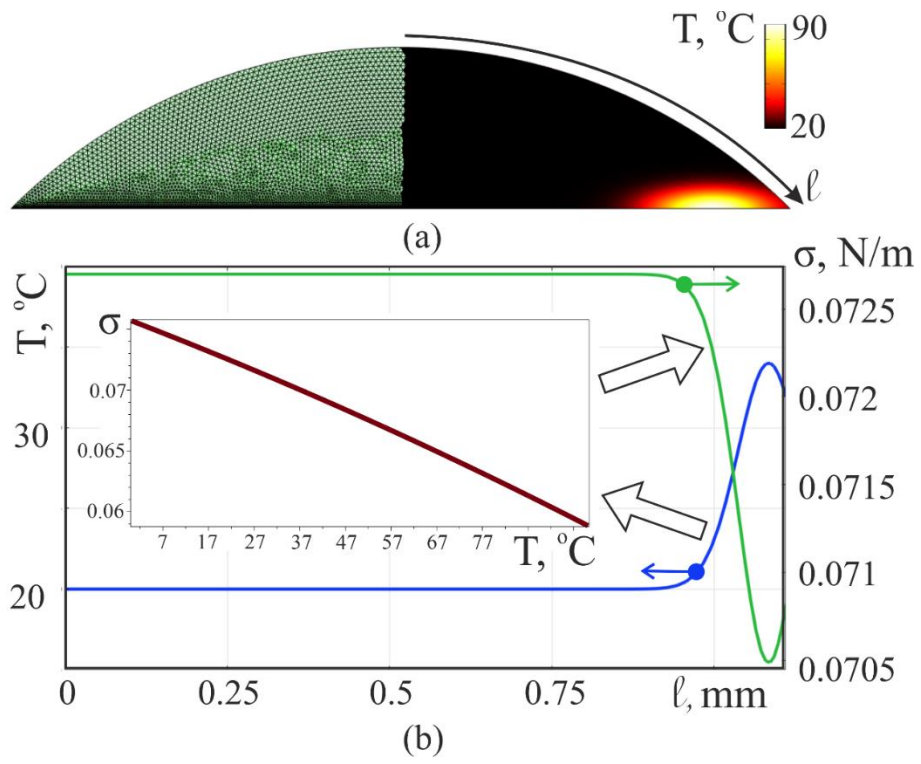 T, °C
90
20
ℓ
(a)
T, °C
σ, N/m
30
20
0.0725
0.072
0.0715
0.071
0.0705
σ
0.07
0.065
0.06
7 17 27 37 47 57 67 77 T, °C
0 0.25 0.5 0.75 ℓ, mm
(b)